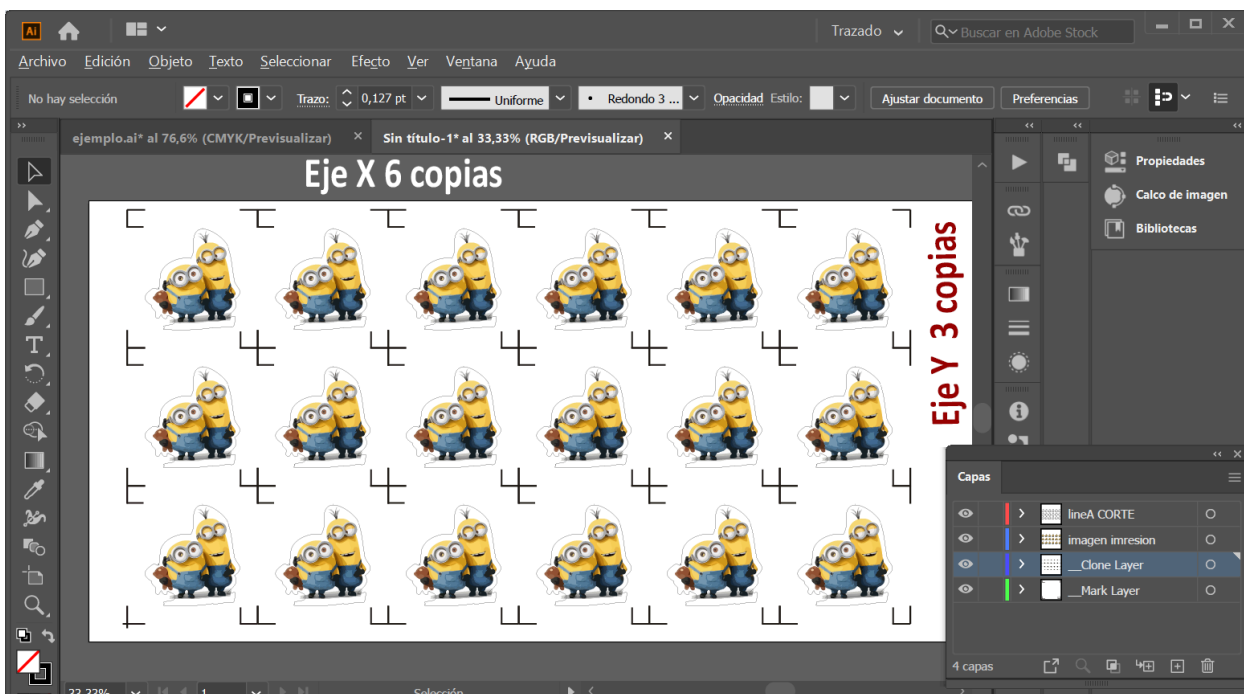 Ai
Trazado
Buscar en Adobe Stock
Archivo Edición Objeto Texto Seleccionar Efecto Ver Ventana Ayuda
No hay selección Trazo: 0,127 pt Uniforme Redondo 3 ... Opacidad Estilo: Ajustar documento Preferencias
ejemplo.ai* al 76,6% (CMYK/Previsualizar) × Sin título-1* al 33,33% (RGB/Previsualizar) ×
Eje X 6 copias
Eje Y 3 copias
Propiedades
Calco de imagen
Bibliotecas
Capas
lineA CORTE
imagen imresion
__Clone Layer
__Mark Layer
4 capas
33,33% 1 Selección